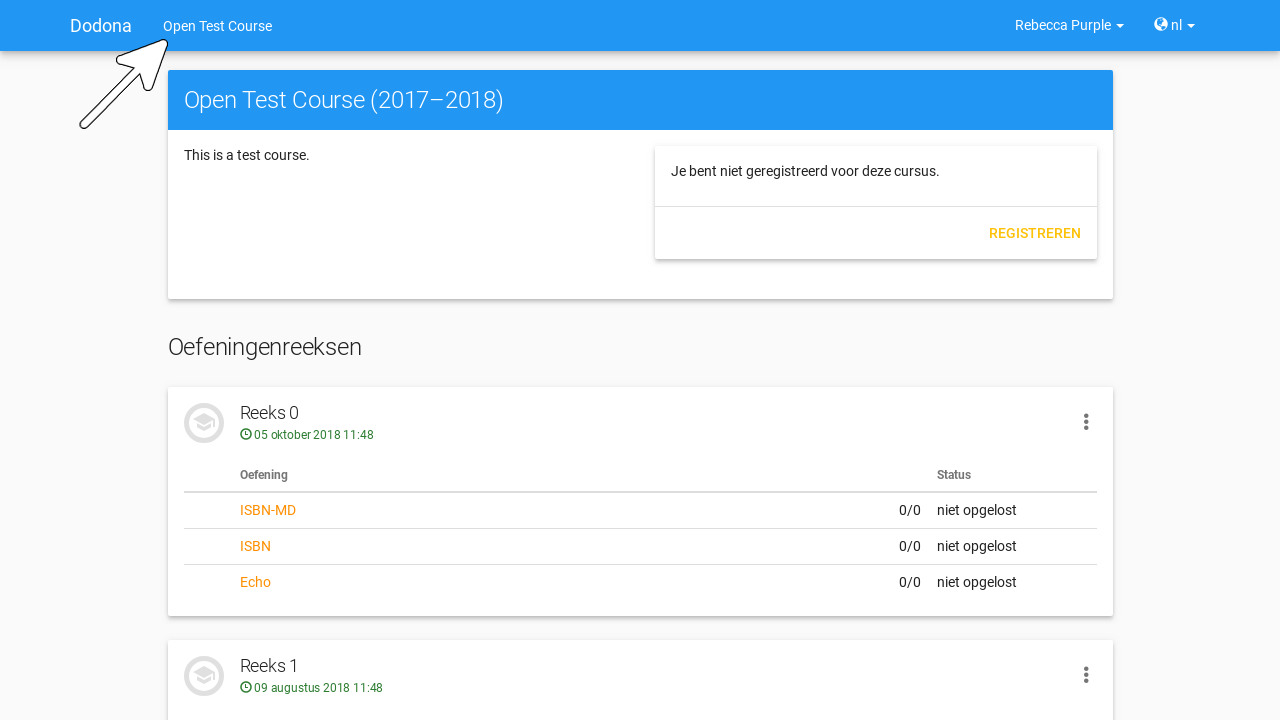 Dodona Open Test Course Rebecca Purple nl
Open Test Course (2017–2018)
This is a test course.
Je bent niet geregistreerd voor deze cursus.
REGISTREREN
Oefeningenreeksen
Reeks 0
05 oktober 2018 11:48
Oefening Status
ISBN-MD 0/0 niet opgelost
ISBN 0/0 niet opgelost
Echo 0/0 niet opgelost
Reeks 1
09 augustus 2018 11:48